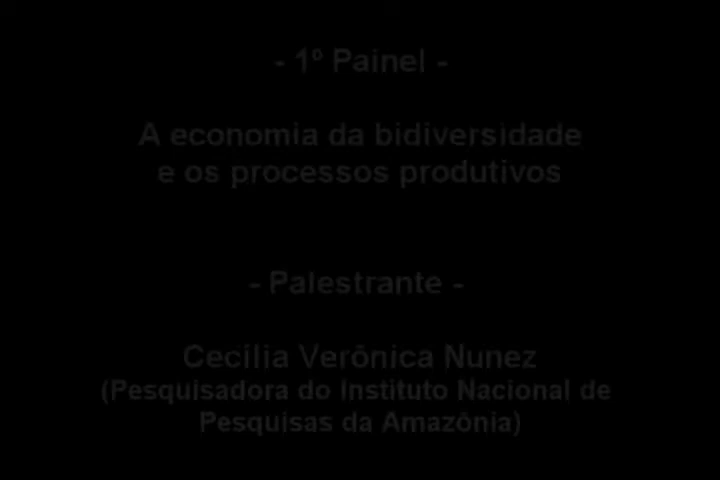 - 1º Painel -
A economia da bidiversidade
e os processos produtivos
- Palestrante -
Cecília Verônica Nunez
(Pesquisadora do Instituto Nacional de
Pesquisas da Amazônia)